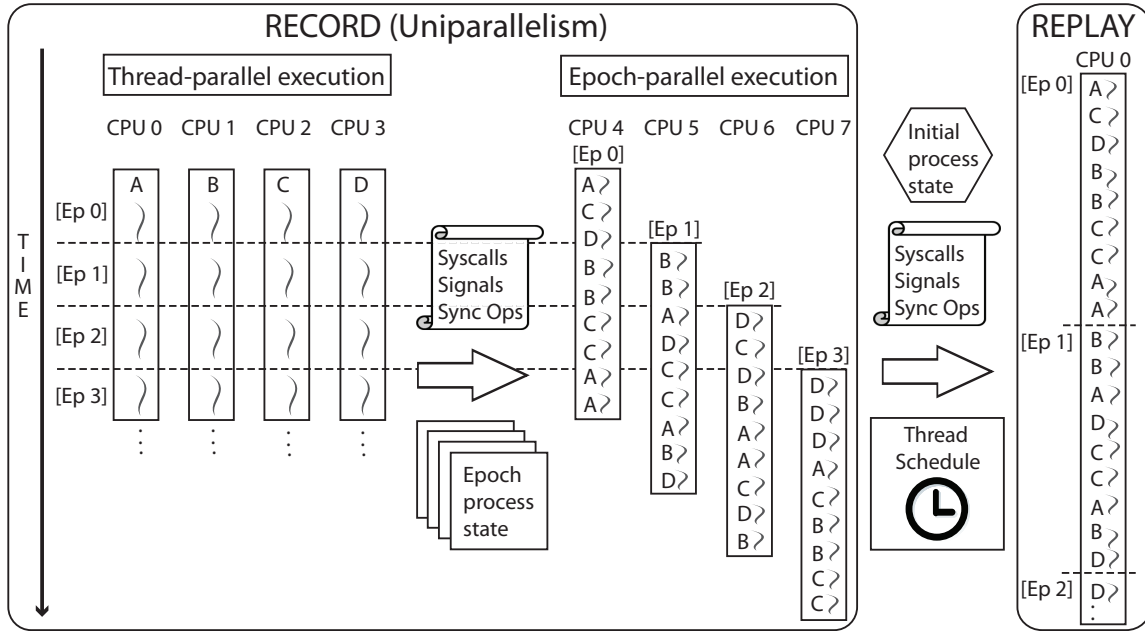 RECORD (Uniparallelism)
Thread-parallel execution
Epoch-parallel execution
CPU 0 CPU 1 CPU 2 CPU 3
CPU 4 CPU 5 CPU 6 CPU 7
TIME
[Ep 0]
[Ep 1]
[Ep 2]
[Ep 3]
A B C D
Syscalls
Signals
Sync Ops
Epoch
process
state
[Ep 0]
A
C
D
B
B
C
C
A
A
[Ep 1]
B
B
A
D
C
C
A
B
D
[Ep 2]
D
C
D
B
A
A
C
D
B
[Ep 3]
D
D
D
A
C
B
B
C
C
Initial
process
state
Syscalls
Signals
Sync Ops
Thread
Schedule
REPLAY
CPU 0
[Ep 0]
A
C
D
B
B
C
C
A
A
[Ep 1]
B
B
A
D
C
C
A
B
D
[Ep 2]
D